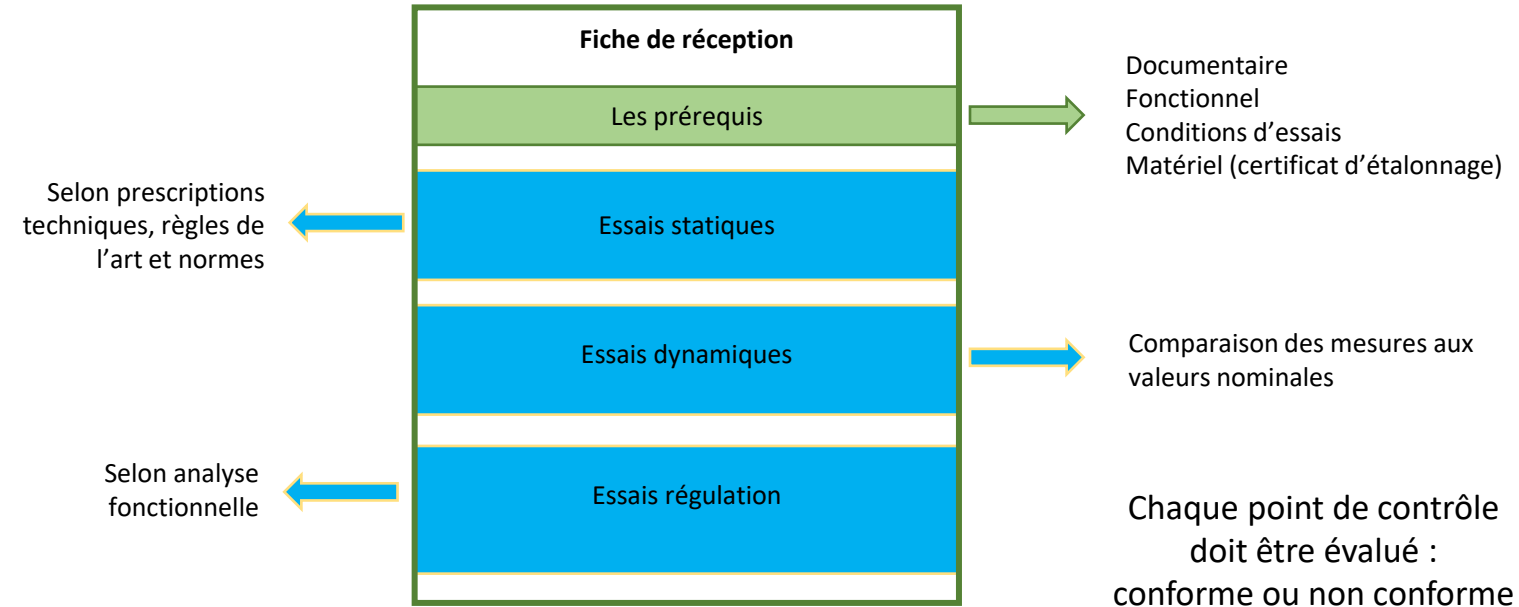 Fiche de réception
Les prérequis
Documentaire
Fonctionnel
Conditions d’essais
Matériel (certificat d’étalonnage)
Selon prescriptions
techniques, règles de
l’art et normes
Essais statiques
Essais dynamiques
Comparaison des mesures aux
valeurs nominales
Selon analyse
fonctionnelle
Essais régulation
Chaque point de contrôle
doit être évalué :
conforme ou non conforme